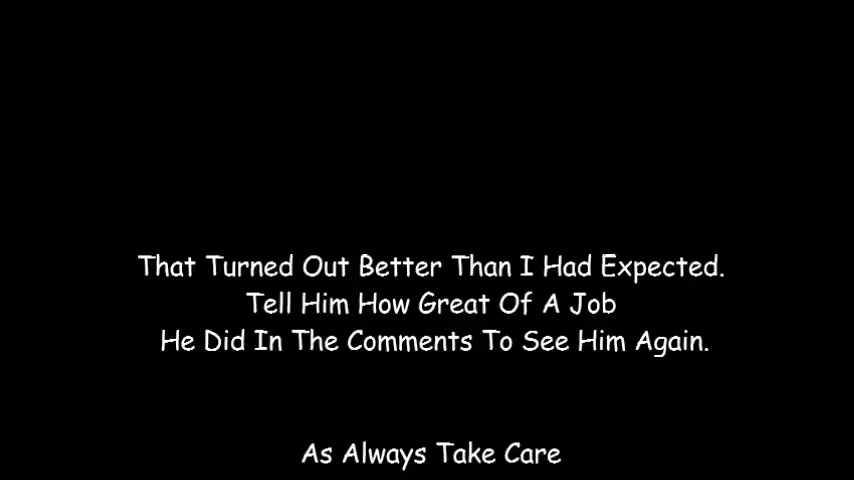 That Turned Out Better Than I Had Expected.
Tell Him How Great Of A Job
He Did In The Comments To See Him Again.
As Always Take Care